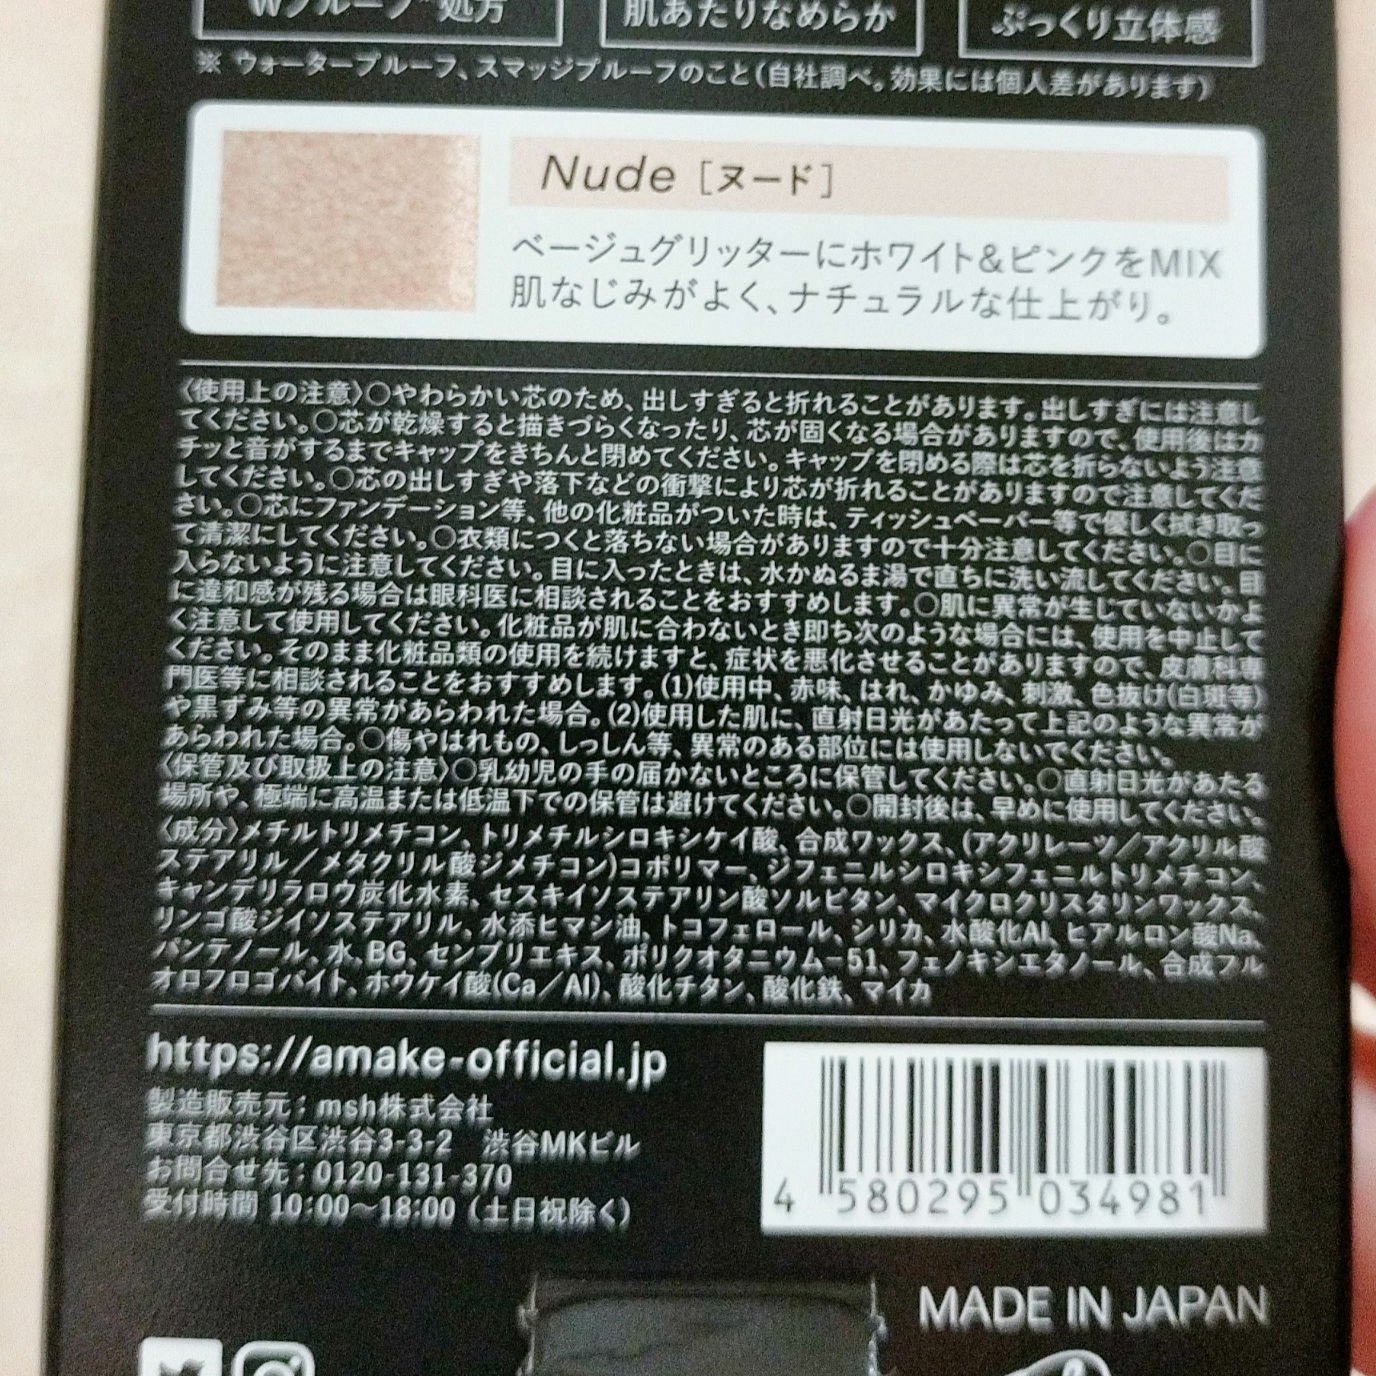 Wプルーフ※処方
肌あたりなめらか
ぷっくり立体感
※ ウォータープルーフ、スマッジプルーフのこと（自社調べ。効果には個人差があります）
Nude［ヌード］
ベージュグリッターにホワイト&ピンクをMIX
肌なじみがよく、ナチュラルな仕上がり。
〈使用上の注意〉○やわらかい芯のため、出しすぎると折れることがあります。出しすぎには注意し
てください。○芯が乾燥すると描きづらくなったり、芯が固くなる場合がありますので、使用後はカ
チッと音がするまでキャップをきちんと閉めてください。キャップを閉める際は芯を折らないよう注意
してください。○芯の出しすぎや落下などの衝撃により芯が折れることがありますので注意してくだ
さい。○芯にファンデーション等、他の化粧品がついた時は、ティッシュペーパー等で優しく拭き取っ
て清潔にしてください。○衣類につくと落ちない場合がありますので十分注意してください。○目に
入らないように注意してください。目に入ったときは、水かぬるま湯で直ちに洗い流してください。目
に違和感が残る場合は眼科医に相談されることをおすすめします。○肌に異常が生じていないかよ
く注意して使用してください。化粧品が肌に合わないとき即ち次のような場合には、使用を中止して
ください。そのまま化粧品類の使用を続けますと、症状を悪化させることがありますので、皮膚科専
門医等に相談されることをおすすめします。(1)使用中、赤味、はれ、かゆみ、刺激、色抜け(白斑等)
や黒ずみ等の異常があらわれた場合。(2)使用した肌に、直射日光があたって上記のような異常が
あらわれた場合。○傷やはれもの、しっしん等、異常のある部位には使用しないでください。
〈保管及び取扱上の注意〉○乳幼児の手の届かないところに保管してください。○直射日光があたる
場所や、極端に高温または低温下での保管は避けてください。○開封後は、早めに使用してください。
〈成分〉メチルトリメチコン、トリメチルシロキシケイ酸、合成ワックス、(アクリレーツ／アクリル酸
ステアリル／メタクリル酸ジメチコン)コポリマー、ジフェニルシロキシフェニルトリメチコン、
キャンデリラロウ炭化水素、セスキイソステアリン酸ソルビタン、マイクロクリスタリンワックス、
リンゴ酸ジイソステアリル、水添ヒマシ油、トコフェロール、シリカ、水酸化Al、ヒアルロン酸Na、
パンテノール、水、BG、センブリエキス、ポリクオタニウム−51、フェノキシエタノール、合成フル
オロフロゴパイト、ホウケイ酸(Ca／Al)、酸化チタン、酸化鉄、マイカ
https://amake-official.jp
製造販売元：msh株式会社
東京都渋谷区渋谷3-3-2　渋谷MKビル
お問合せ先：0120-131-370
受付時間 10:00〜18:00（土日祝除く）
4 580295 034981
MADE IN JAPAN